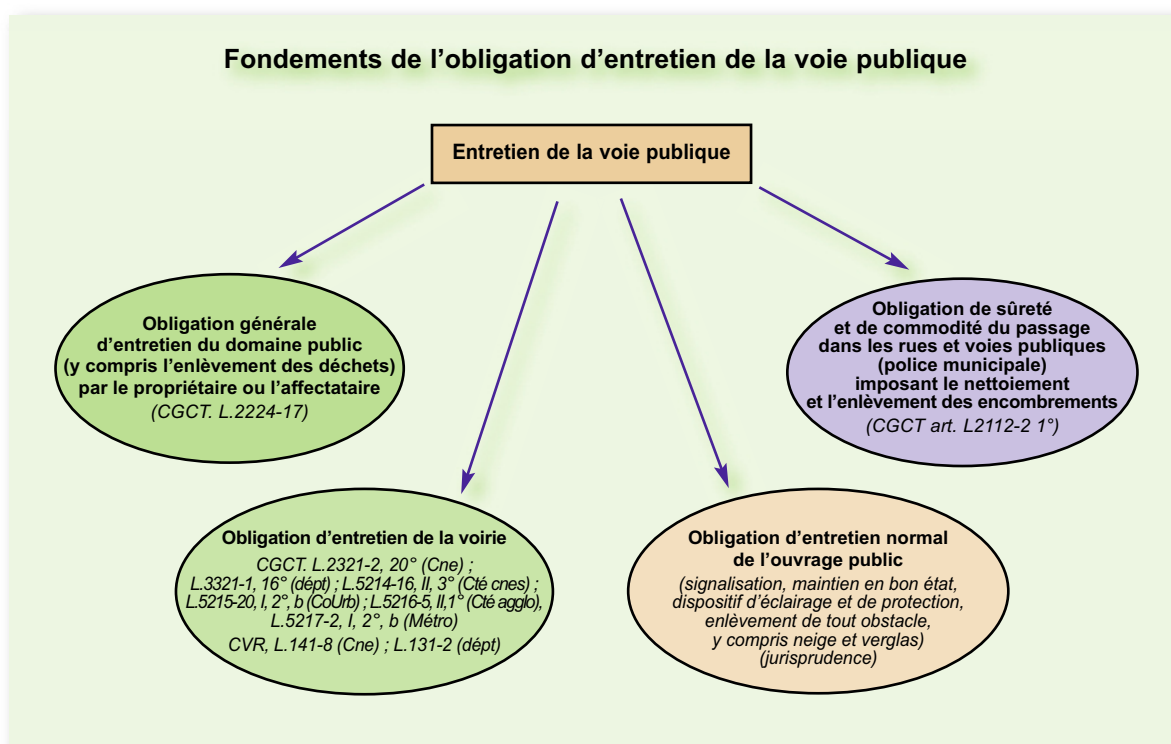 Fondements de l’obligation d’entretien de la voie publique
Entretien de la voie publique
Obligation générale
d’entretien du domaine public
(y compris l’enlèvement des déchets)
par le propriétaire ou l’affectataire
(CGCT. L.2224-17)
Obligation de sûreté
et de commodité du passage
dans les rues et voies publiques
(police municipale)
imposant le nettoiement
et l’enlèvement des encombrements
(CGCT art. L2112-2 1°)
Obligation d’entretien de la voirie
CGCT. L.2321-2, 20° (Cne) ;
L.3321-1, 16° (dépt) ; L.5214-16, II, 3° (Cté cnes) ;
L.5215-20, I, 2°, b (CoUrb) ; L.5216-5, II,1° (Cté agglo),
L.5217-2, I, 2°, b (Métro)
CVR, L.141-8 (Cne) ; L.131-2 (dépt)
Obligation d’entretien normal
de l’ouvrage public
(signalisation, maintien en bon état,
dispositif d’éclairage et de protection,
enlèvement de tout obstacle,
y compris neige et verglas)
(jurisprudence)